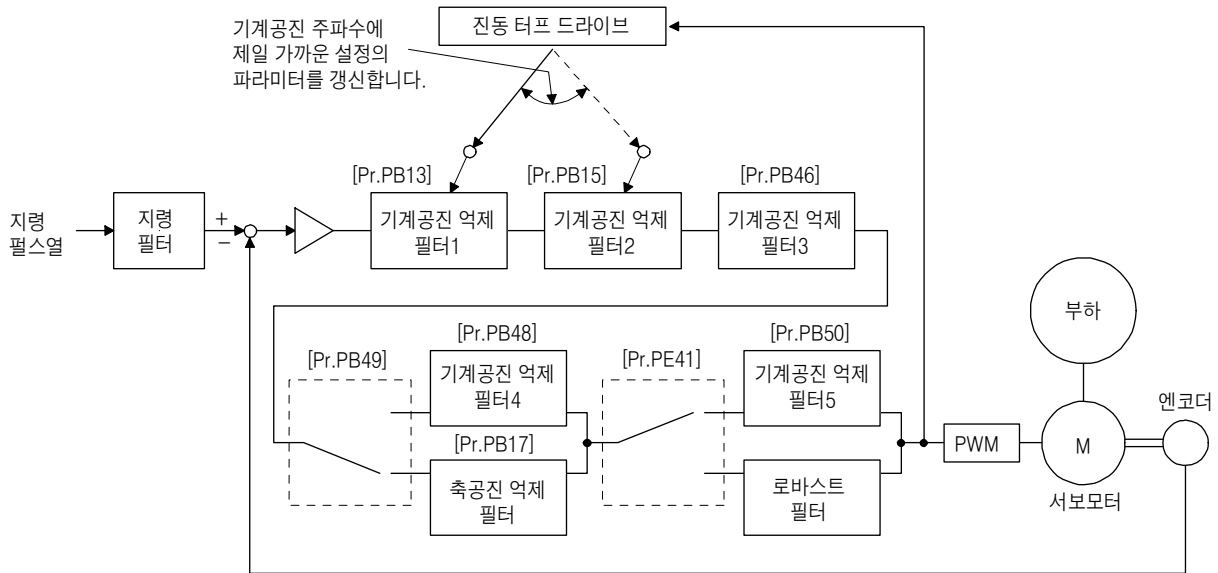 진동 터프 드라이브
기계공진 주파수에
제일 가까운 설정의
파라미터를 갱신합니다.
[Pr.PB13]
[Pr.PB15]
[Pr.PB46]
지령
펄스열
지령
필터
+
−
기계공진 억제
필터1
기계공진 억제
필터2
기계공진 억제
필터3
부하
[Pr.PB49]
[Pr.PB48]
[Pr.PE41]
[Pr.PB50]
기계공진 억제
필터4
기계공진 억제
필터5
엔코더
[Pr.PB17]
PWM
M
축공진 억제
필터
로바스트
필터
서보모터